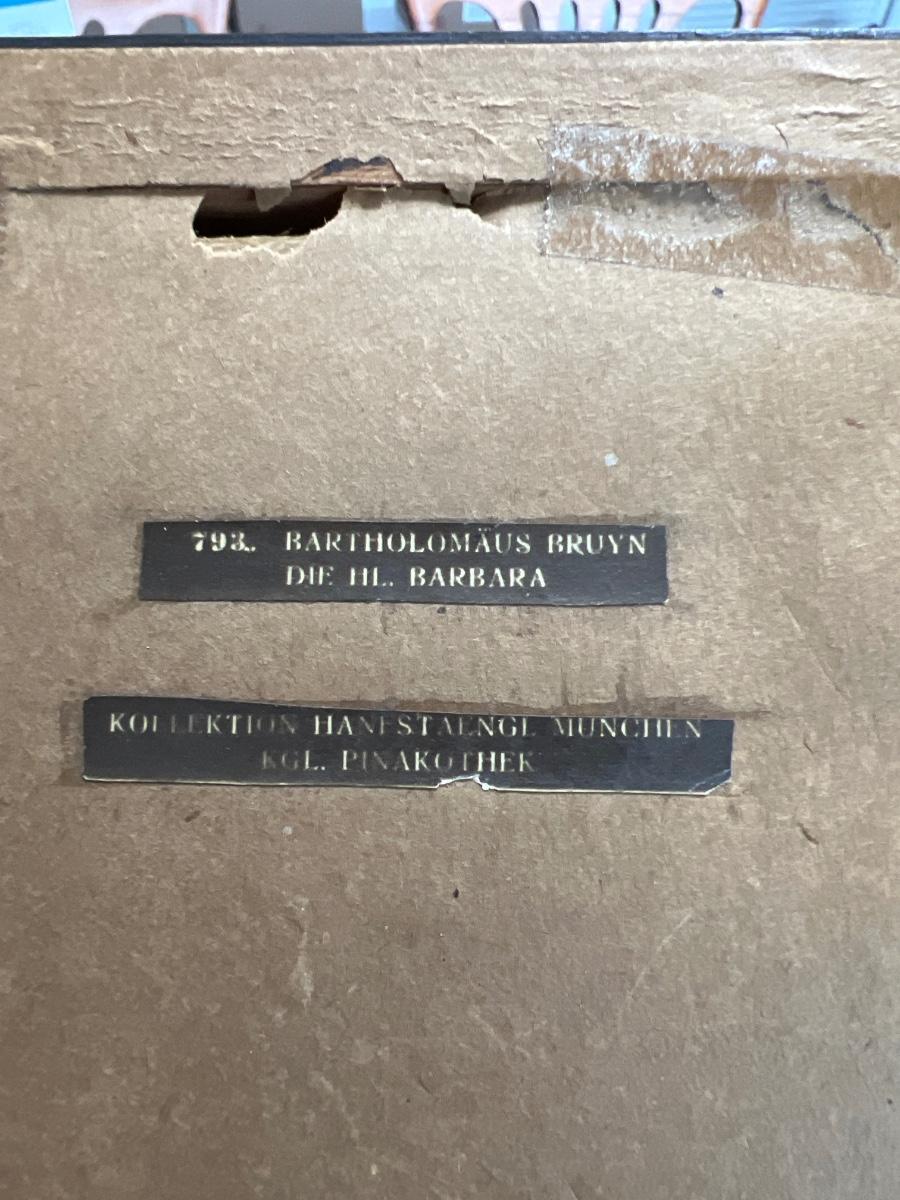 793. BARTHOLOMÄUS BRUYN
DIE HL. BARBARA
KOLLEKTION HANFSTAENGL MÜNCHEN
KGL. PINAKOTHEK